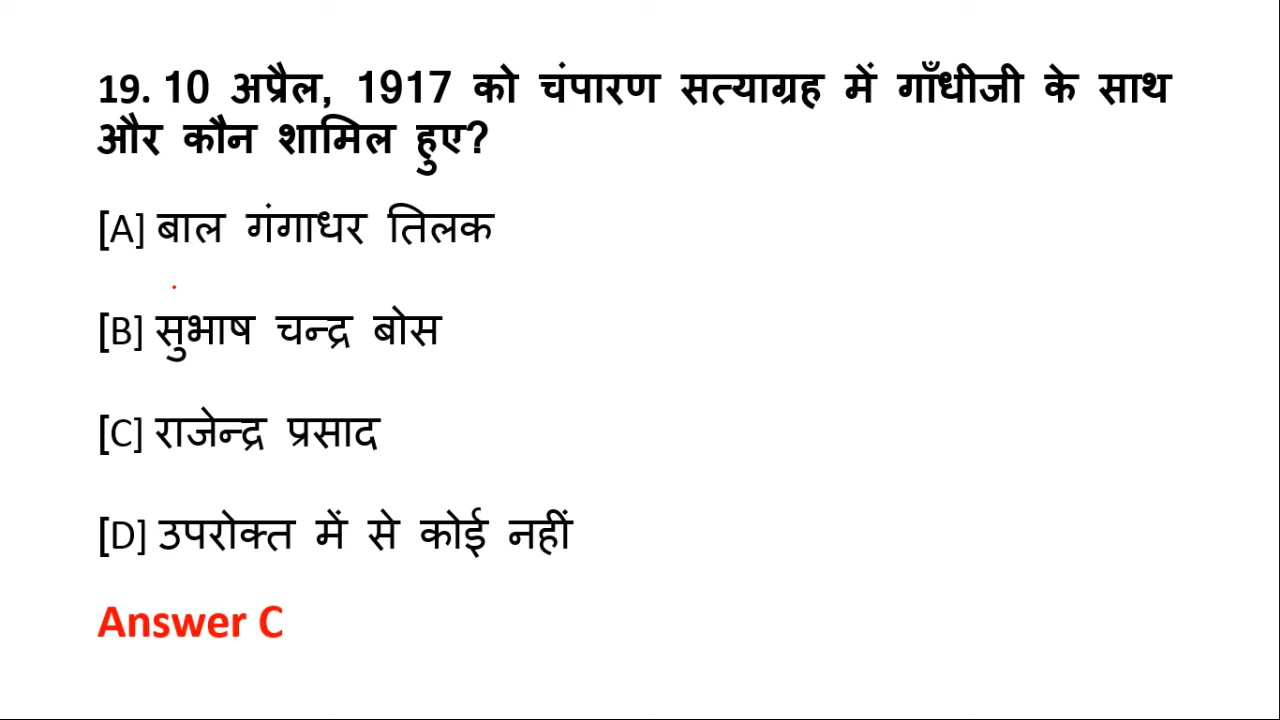 19. 10 अप्रैल, 1917 को चंपारण सत्याग्रह में गाँधीजी के साथ
और कौन शामिल हुए?
[A] बाल गंगाधर तिलक
[B] सुभाष चन्द्र बोस
[C] राजेन्द्र प्रसाद
[D] उपरोक्त में से कोई नहीं
Answer C